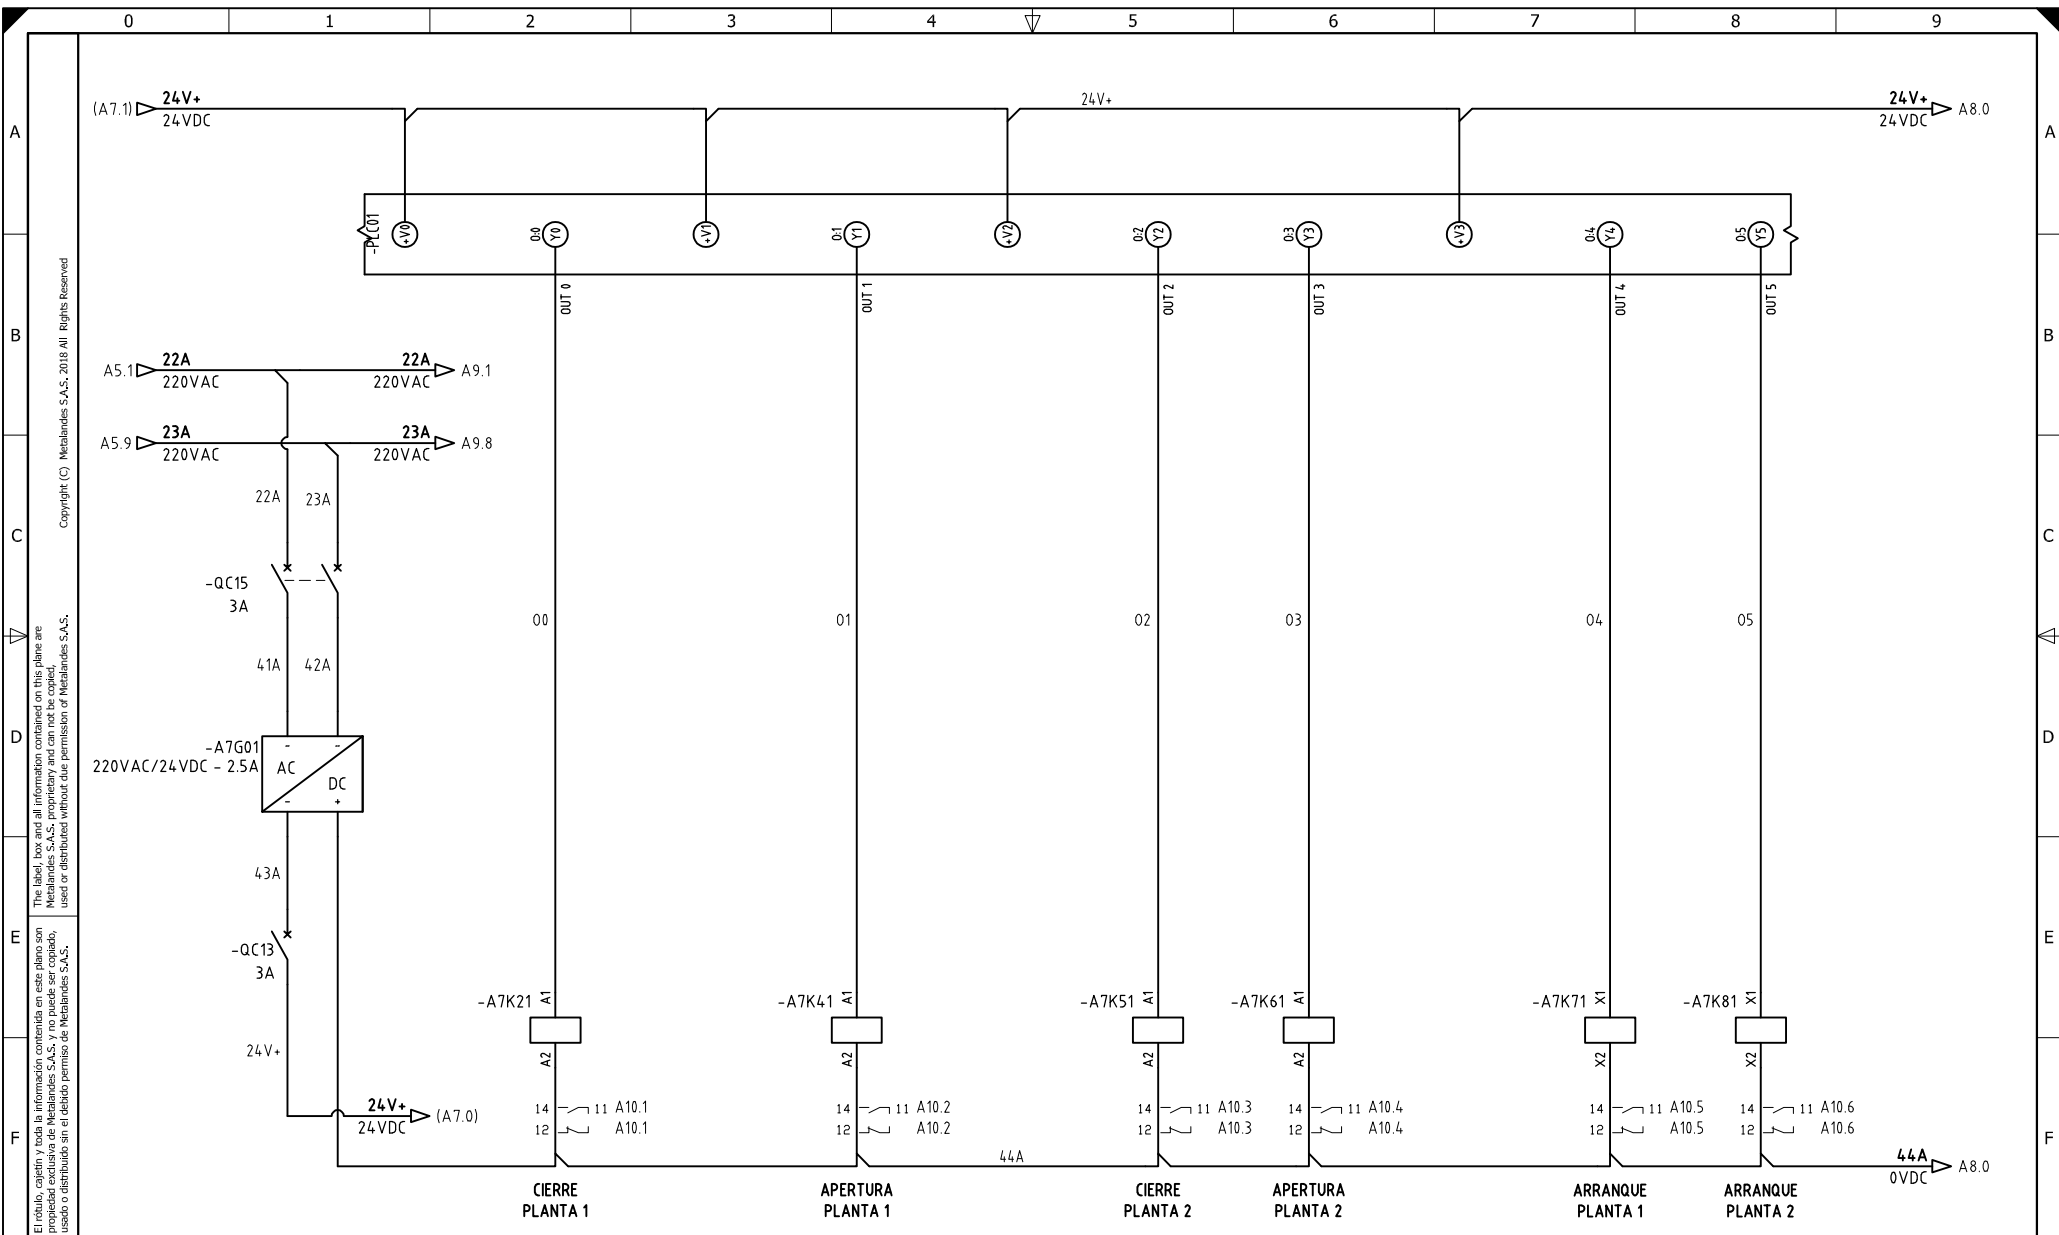 0 1 2 3 4 5 6 7 8 9
A A
(A7.1) 24V+ 24V+ 24V+ A8.0
24VDC 24VDC
-PLC01
+V0 0:0 Y0 +V1 0:1 Y1 +V2 0:2 Y2 0:3 Y3 +V3 0:4 Y4 0:5 Y5
OUT 0 OUT 1 OUT 2 OUT 3 OUT 4 OUT 5
B B
A5.1 22A 22A A9.1
220VAC 220VAC
A5.9 23A 23A A9.8
220VAC 220VAC
22A 23A
C C
-QC15
3A
O0 O1 O2 O3 O4 O5
41A 42A
D D
-A7G01 - -
220VAC/24VDC - 2.5A AC
DC
- +
43A
E E
-QC13
3A
-A7K21 A1 -A7K41 A1 -A7K51 A1 -A7K61 A1 -A7K71 X1 -A7K81 X1
24V+ A2 A2 A2 A2 X2 X2
24V+ (A7.0)
24VDC
14 11 A10.1 14 11 A10.2 14 11 A10.3 14 11 A10.4 14 11 A10.5 14 11 A10.6
12 A10.1 12 A10.2 12 A10.3 12 A10.4 12 A10.5 12 A10.6
F F
44A 44A A8.0
0VDC
CIERRE APERTURA CIERRE APERTURA ARRANQUE ARRANQUE
PLANTA 1 PLANTA 1 PLANTA 2 PLANTA 2 PLANTA 1 PLANTA 2
Copyright (C) Metalandes S.A.S. 2018 All Rights Reserved
The label, box and all information contained on this plane are
Metalandes S.A.S. proprietary and can not be copied,
used or distributed without due permission of Metalandes S.A.S.
El rótulo, cajetín y toda la información contenida en este plano son
propiedad exclusiva de Metalandes S.A.S. y no puede ser copiado,
usado o distribuido sin el debido permiso de Metalandes S.A.S.